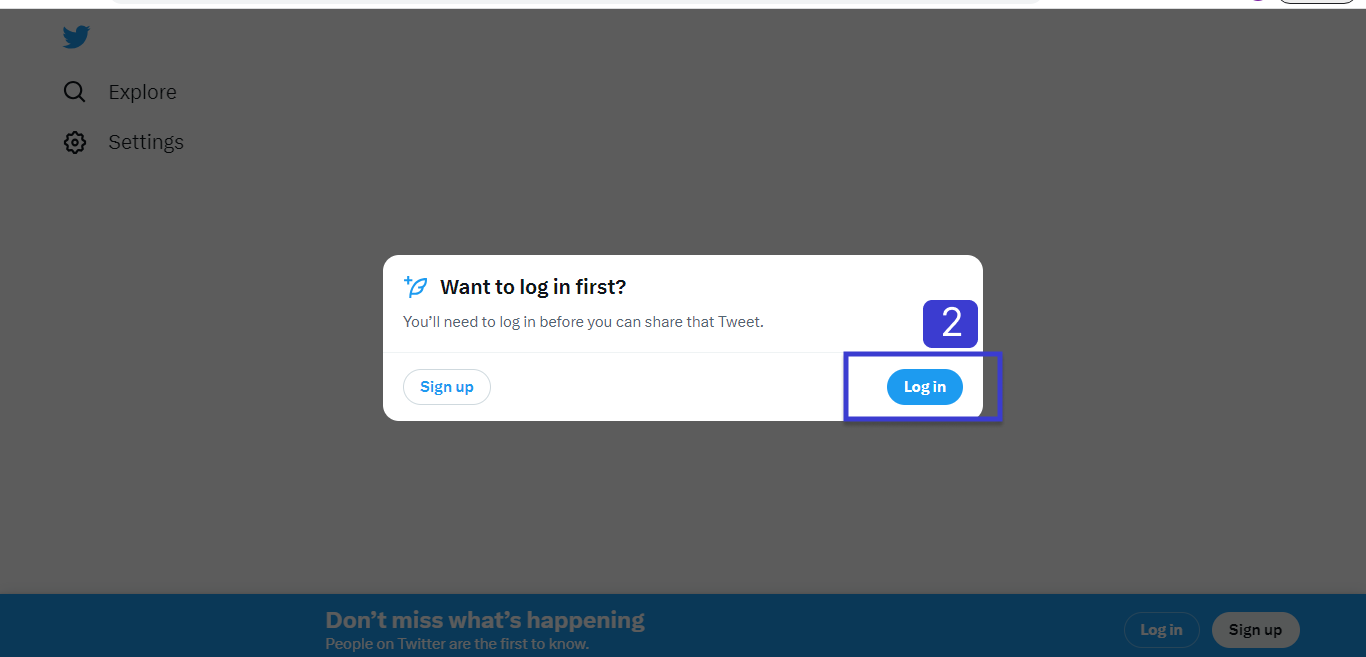 Explore
Settings
Want to log in first?
You’ll need to log in before you can share that Tweet.
2
Sign up
Log in
Don’t miss what’s happening
People on Twitter are the first to know.
Log in
Sign up